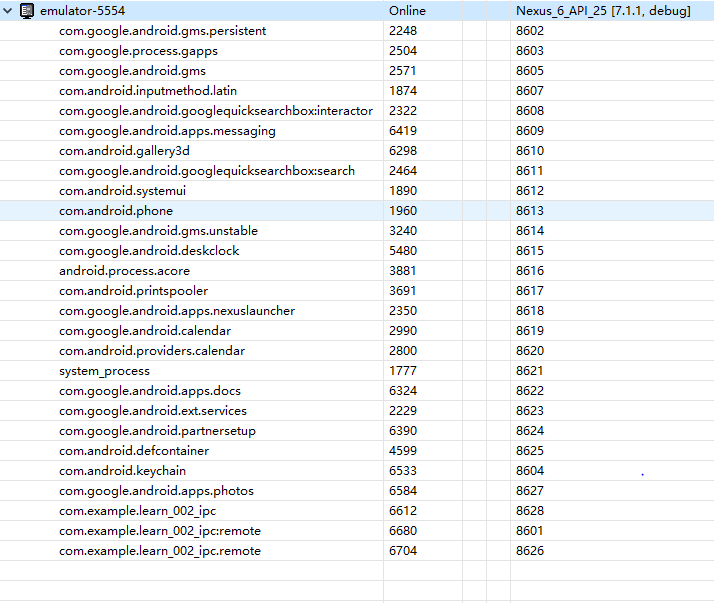 emulator-5554 Online Nexus_6_API_25 [7.1.1, debug]
com.google.android.gms.persistent 2248 8602
com.google.process.gapps 2504 8603
com.google.android.gms 2571 8605
com.android.inputmethod.latin 1874 8607
com.google.android.googlequicksearchbox:interactor 2322 8608
com.google.android.apps.messaging 6419 8609
com.android.gallery3d 6298 8610
com.google.android.googlequicksearchbox:search 2464 8611
com.android.systemui 1890 8612
com.android.phone 1960 8613
com.google.android.gms.unstable 3240 8614
com.google.android.deskclock 5480 8615
android.process.acore 3881 8616
com.android.printspooler 3691 8617
com.google.android.apps.nexuslauncher 2350 8618
com.google.android.calendar 2990 8619
com.android.providers.calendar 2800 8620
system_process 1777 8621
com.google.android.apps.docs 6324 8622
com.google.android.ext.services 2229 8623
com.google.android.partnersetup 6390 8624
com.android.defcontainer 4599 8625
com.android.keychain 6533 8604
com.google.android.apps.photos 6584 8627
com.example.learn_002_ipc 6612 8628
com.example.learn_002_ipc:remote 6680 8601
com.example.learn_002_ipc.remote 6704 8626